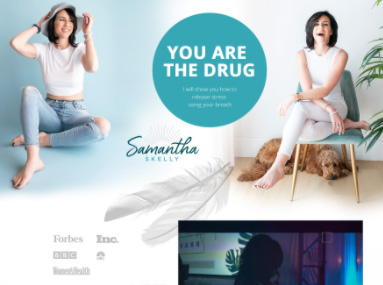 YOU ARE
THE DRUG
I will show you how to
release stress
using your breath
Samantha
SKELLY
Forbes
Inc.
BBC
Women'sHealth